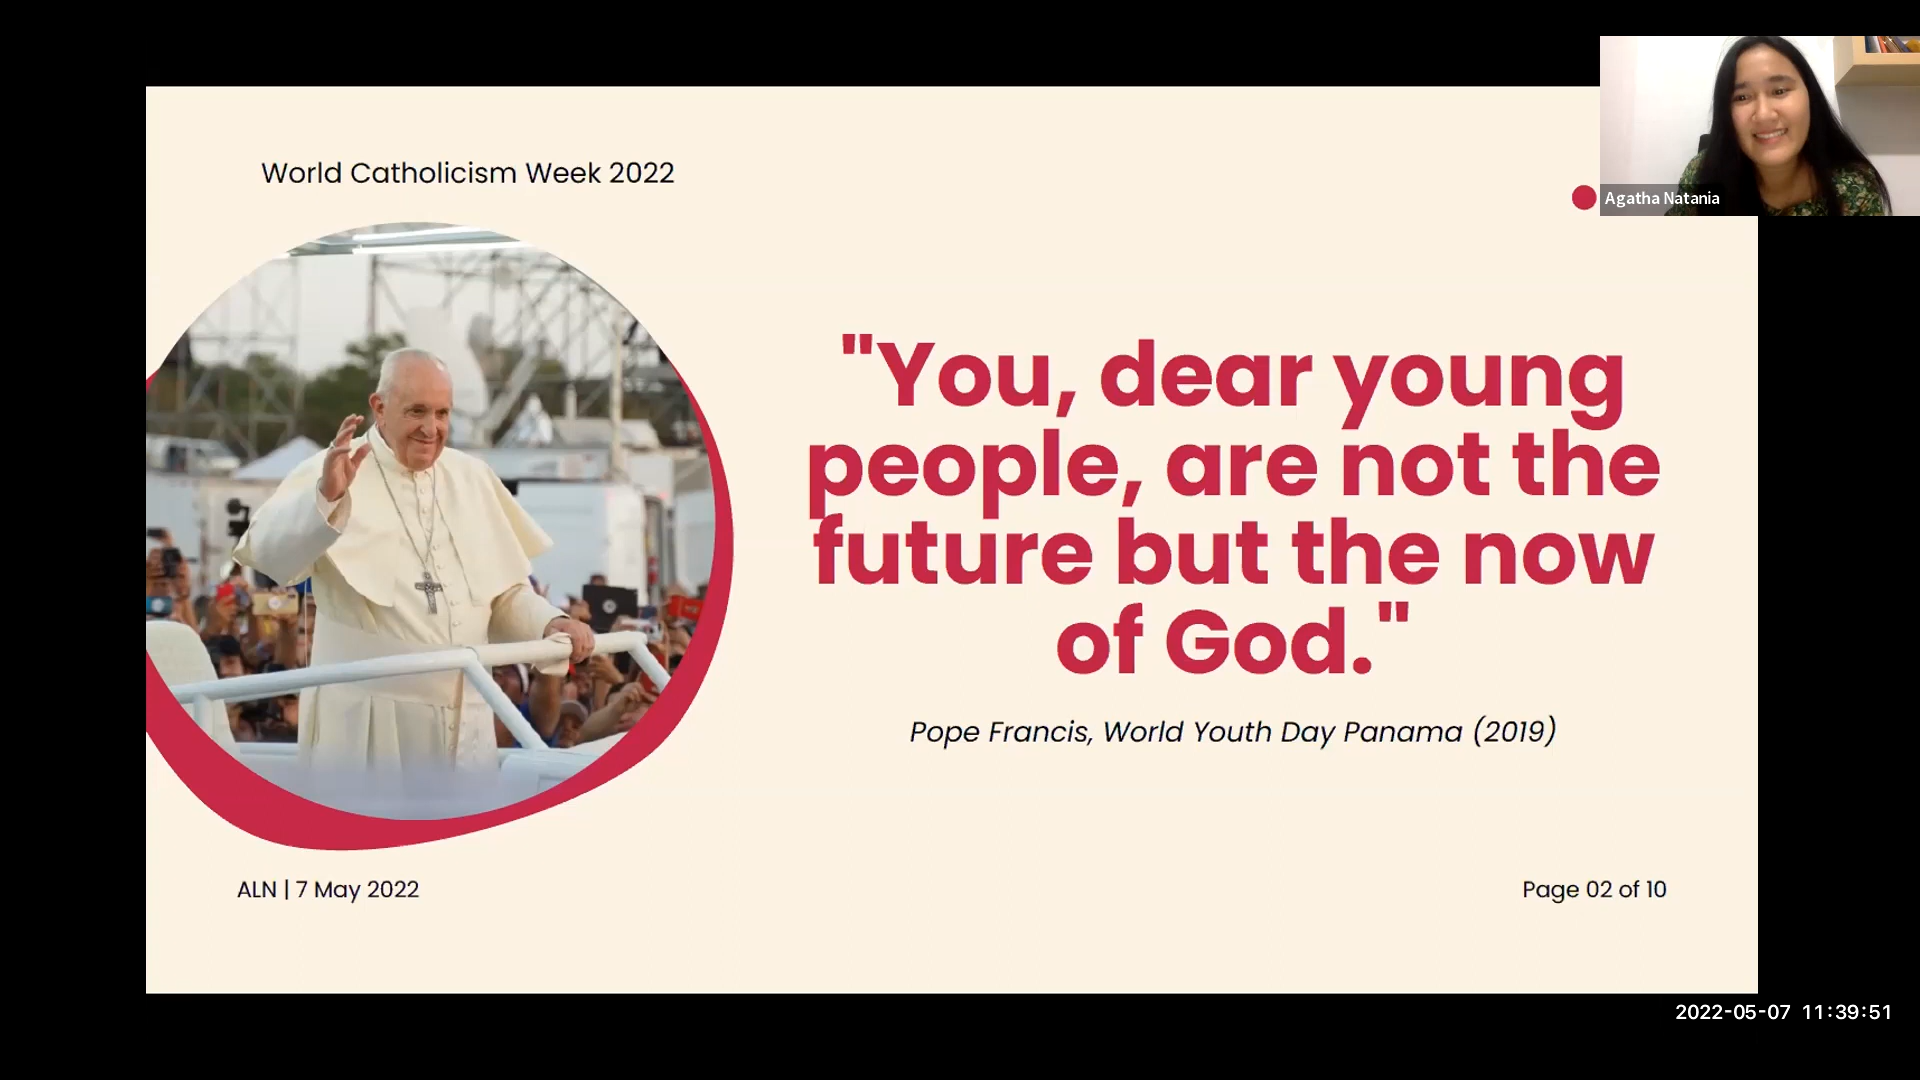 World Catholicism Week 2022
Agatha Natania
"You, dear young
people, are not the
future but the now
of God."
Pope Francis, World Youth Day Panama (2019)
ALN | 7 May 2022
Page 02 of 10
2022-05-07 11:39:51